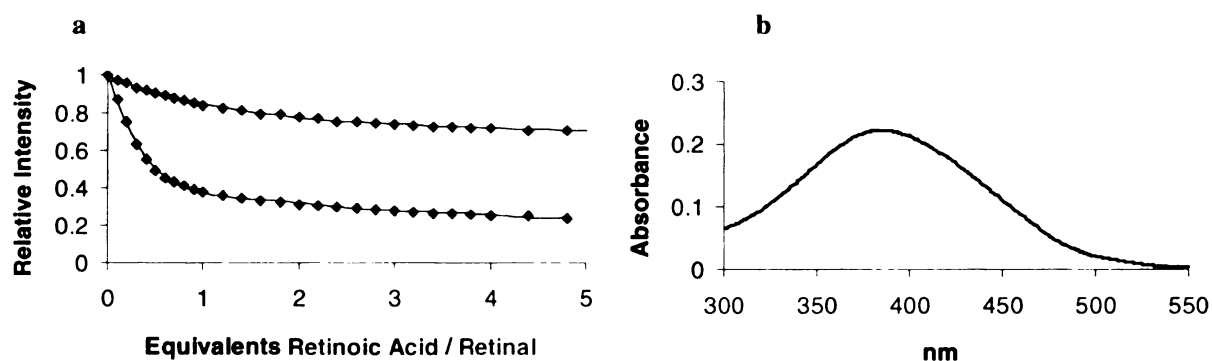 a
Relative Intensity
1
0.8
0.6
0.4
0.2
0
0 1 2 3 4 5
Equivalents Retinoic Acid / Retinal
b
Absorbance
0.3
0.2
0.1
0
300 350 400 450 500 550
nm